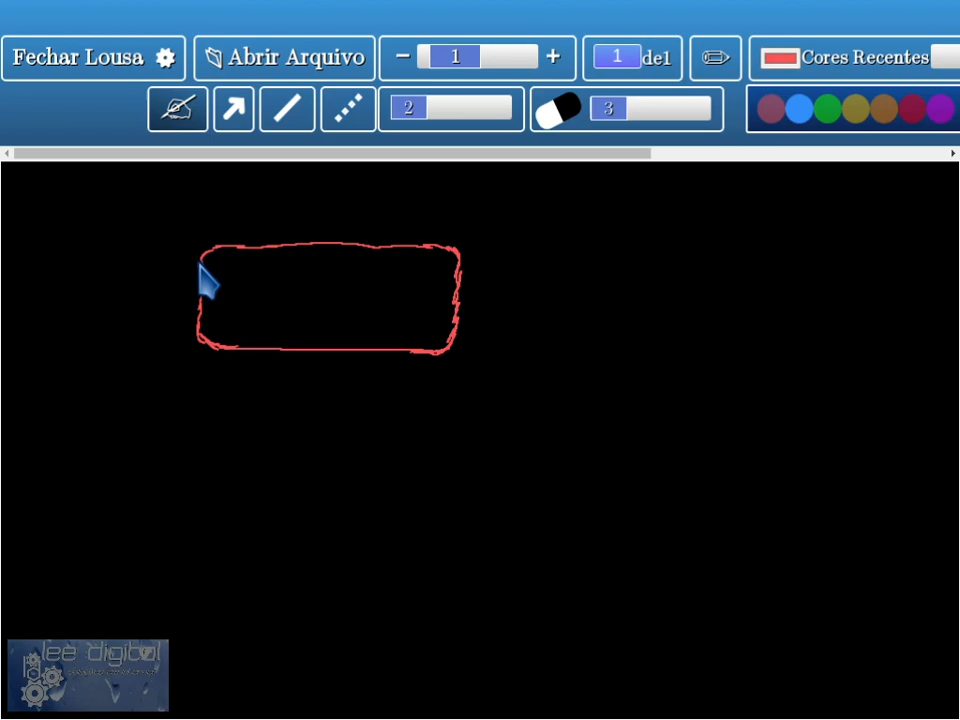 Fechar Lousa
Abrir Arquivo
− 1 +
1 de1
Cores Recentes
2
3
lee digital